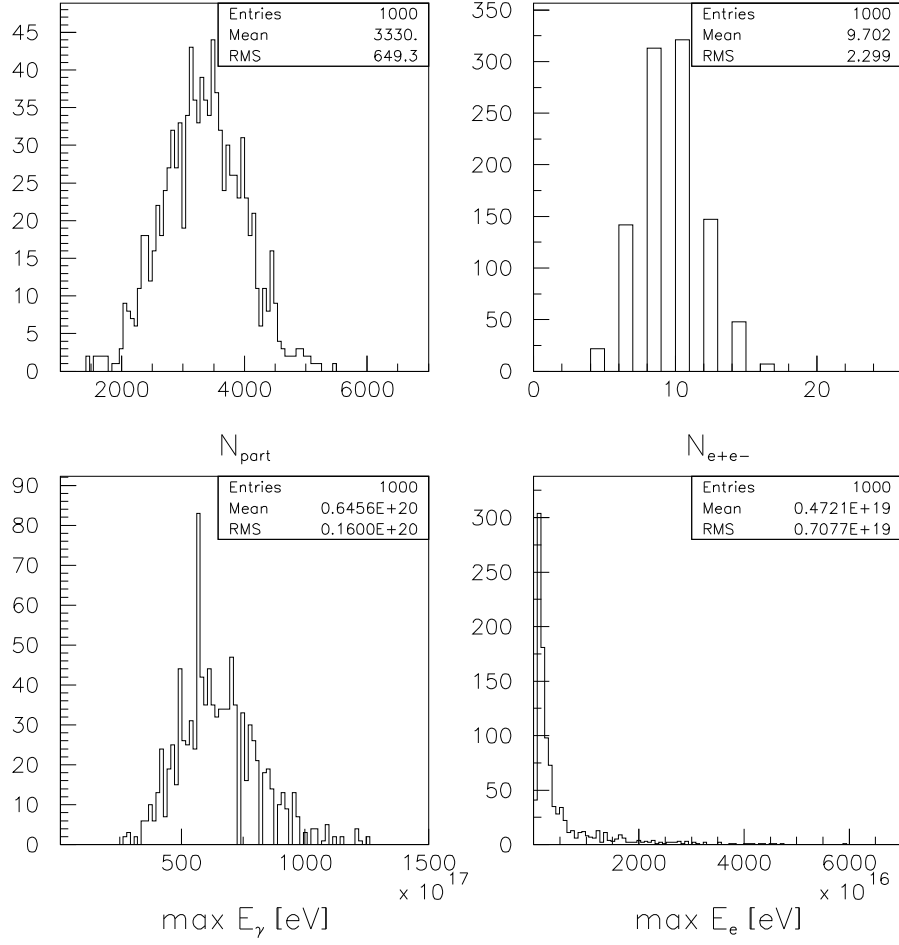 Entries 1000
Mean 3330.
RMS 649.3
45
40
35
30
25
20
15
10
5
0
2000 4000 6000
N_part
Entries 1000
Mean 9.702
RMS 2.299
350
300
250
200
150
100
50
0
0 10 20
N_e+e−
Entries 1000
Mean 0.6456E+20
RMS 0.1600E+20
90
80
70
60
50
40
30
20
10
0
500 1000 1500
x 10^17
max E_γ [eV]
Entries 1000
Mean 0.4721E+19
RMS 0.7077E+19
300
250
200
150
100
50
0
0 2000 4000 6000
x 10^16
max E_e [eV]